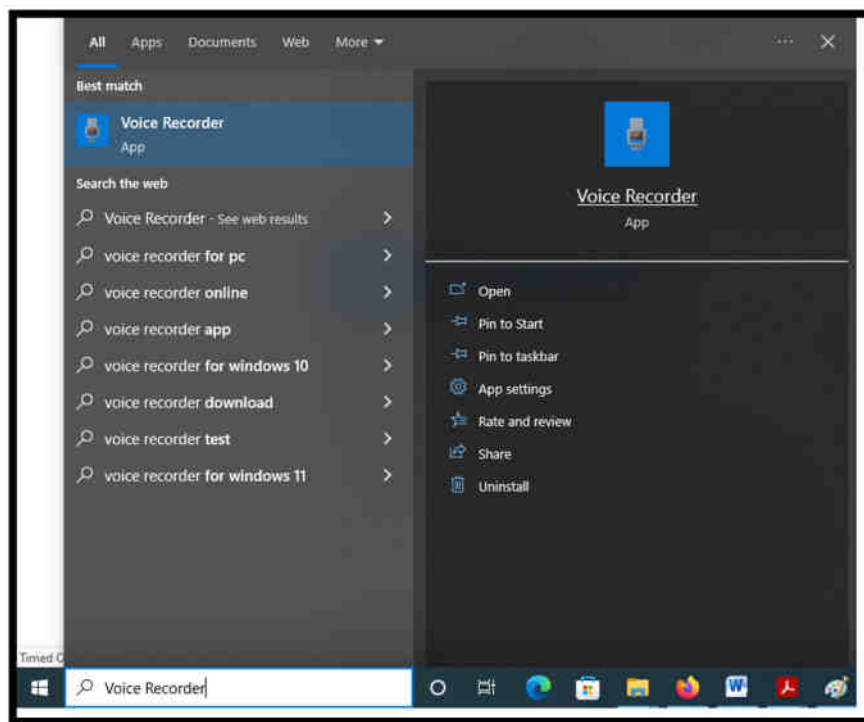 All Apps Documents Web More
Best match
Voice Recorder
App
Search the web
Voice Recorder - See web results
voice recorder for pc
voice recorder online
voice recorder app
voice recorder for windows 10
voice recorder download
voice recorder test
voice recorder for windows 11
Voice Recorder
App
Open
Pin to Start
Pin to taskbar
App settings
Rate and review
Share
Uninstall
Timed
Voice Recorder
W